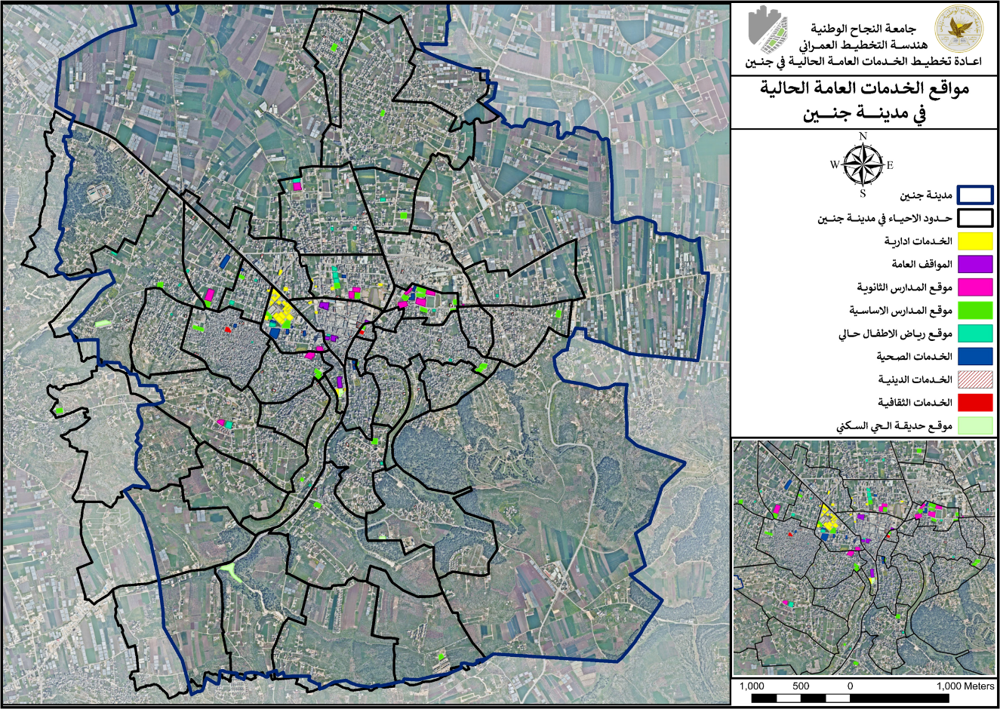 جامعة النجاح الوطنية
هندسة التخطيط العمراني
اعادة تخطيط الخدمات العامة الحالية في جنين
مواقع الخدمات العامة الحالية
في مدينة جنين
N
W E
S
مدينة جنين
حدود الاحياء في مدينة جنين
الخدمات ادارية
المواقف العامة
موقع المدارس الثانوية
موقع المدارس الاساسية
موقع رياض الاطفال حالي
الخدمات الصحية
الخدمات الدينية
الخدمات الثقافية
موقع حديقة الحي السكني
1,000 500 0 1,000 Meters